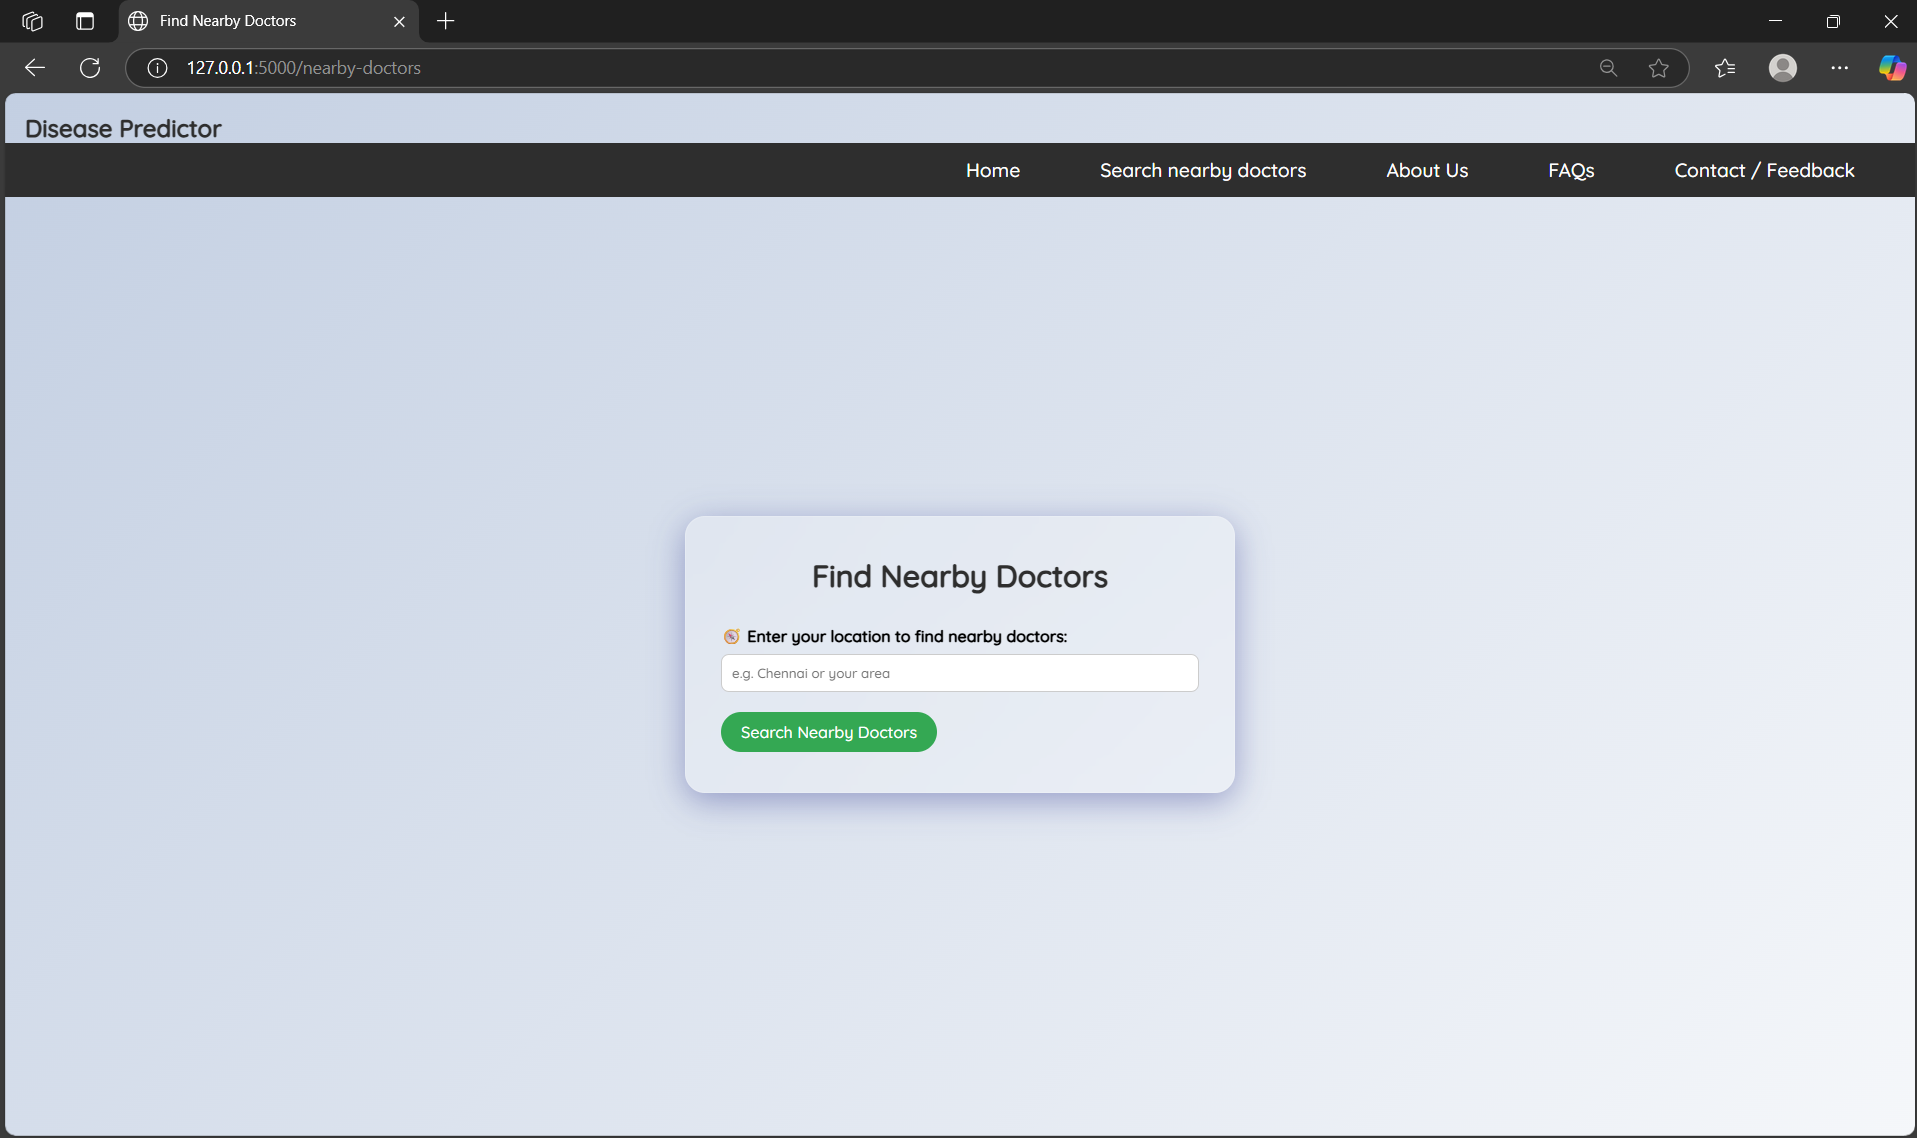 Find Nearby Doctors
127.0.0.1:5000/nearby-doctors
Disease Predictor
Home Search nearby doctors About Us FAQs Contact / Feedback
Find Nearby Doctors
Enter your location to find nearby doctors:
e.g. Chennai or your area
Search Nearby Doctors